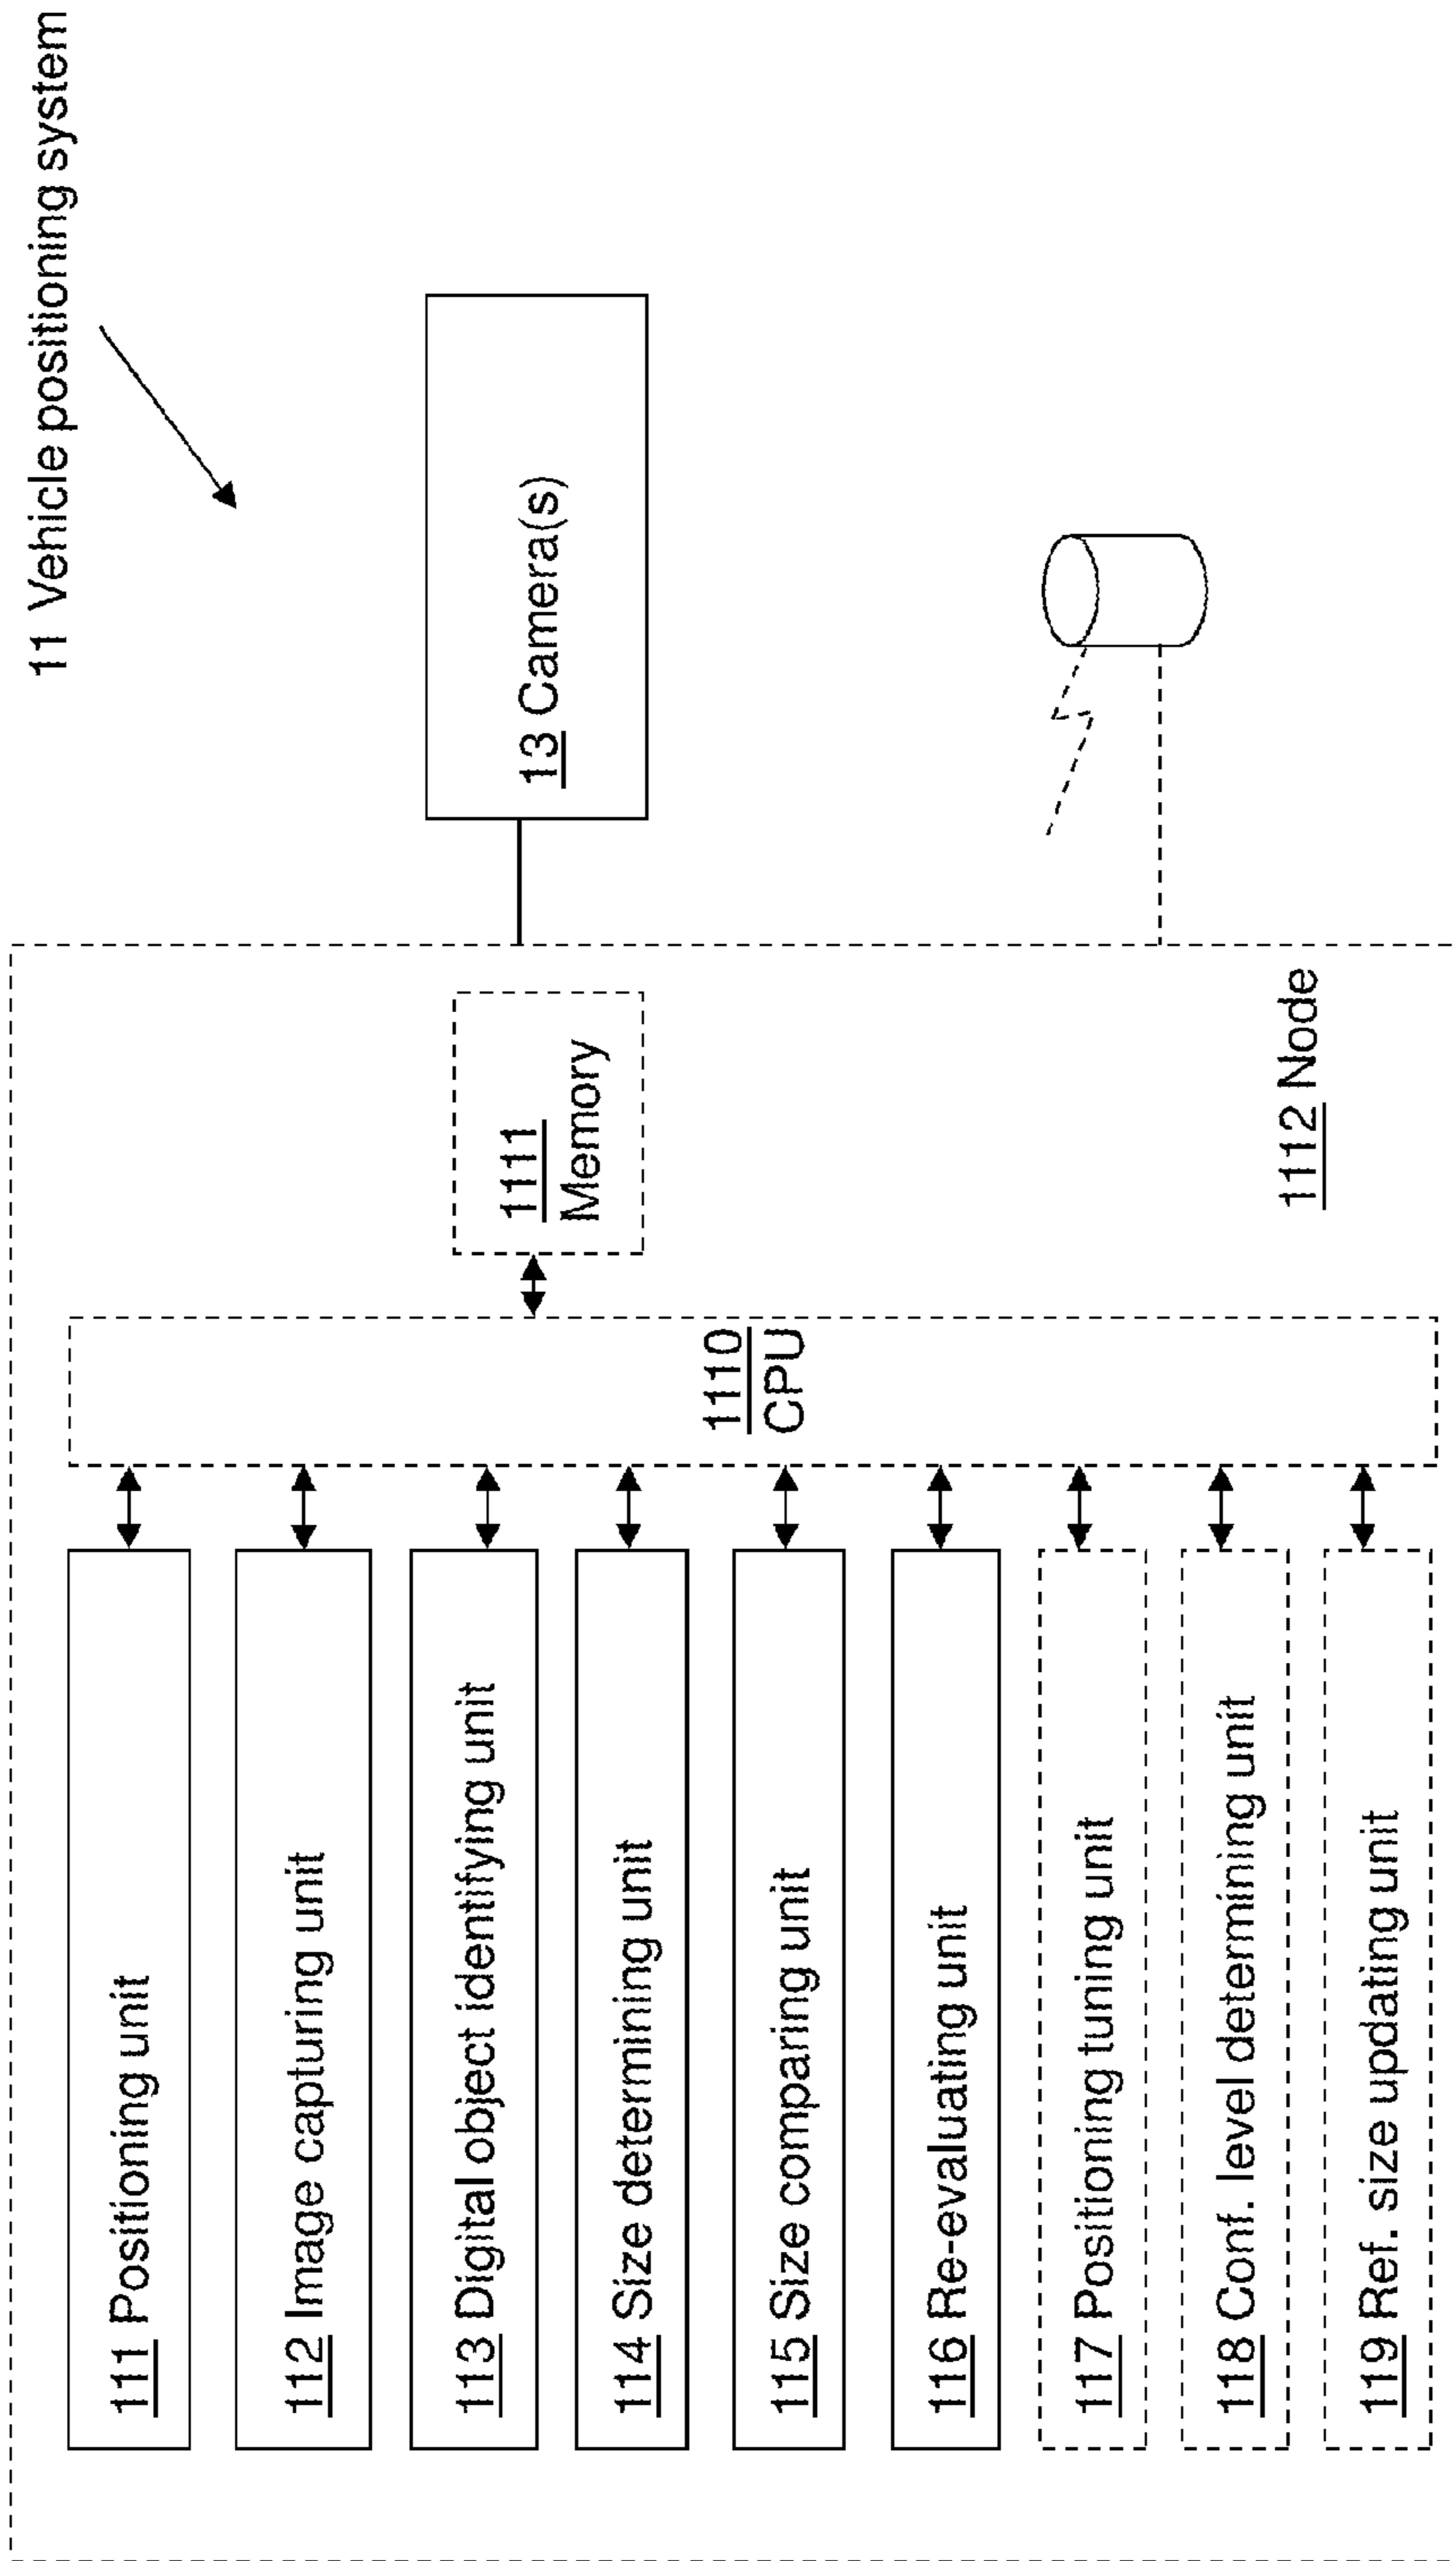 11 Vehicle positioning system
111 Positioning unit
112 Image capturing unit
113 Digital object identifying unit
114 Size determining unit
115 Size comparing unit
116 Re-evaluating unit
117 Positioning tuning unit
118 Conf. level determining unit
119 Ref. size updating unit
1110
CPU
1111
Memory
1112 Node
13 Camera(s)